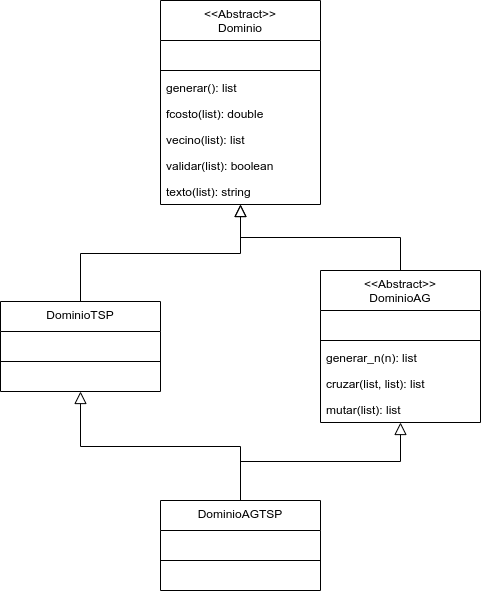 <<Abstract>>
Dominio
generar(): list
fcosto(list): double
vecino(list): list
validar(list): boolean
texto(list): string
DominioTSP
<<Abstract>>
DominioAG
generar_n(n): list
cruzar(list, list): list
mutar(list): list
DominioAGTSP